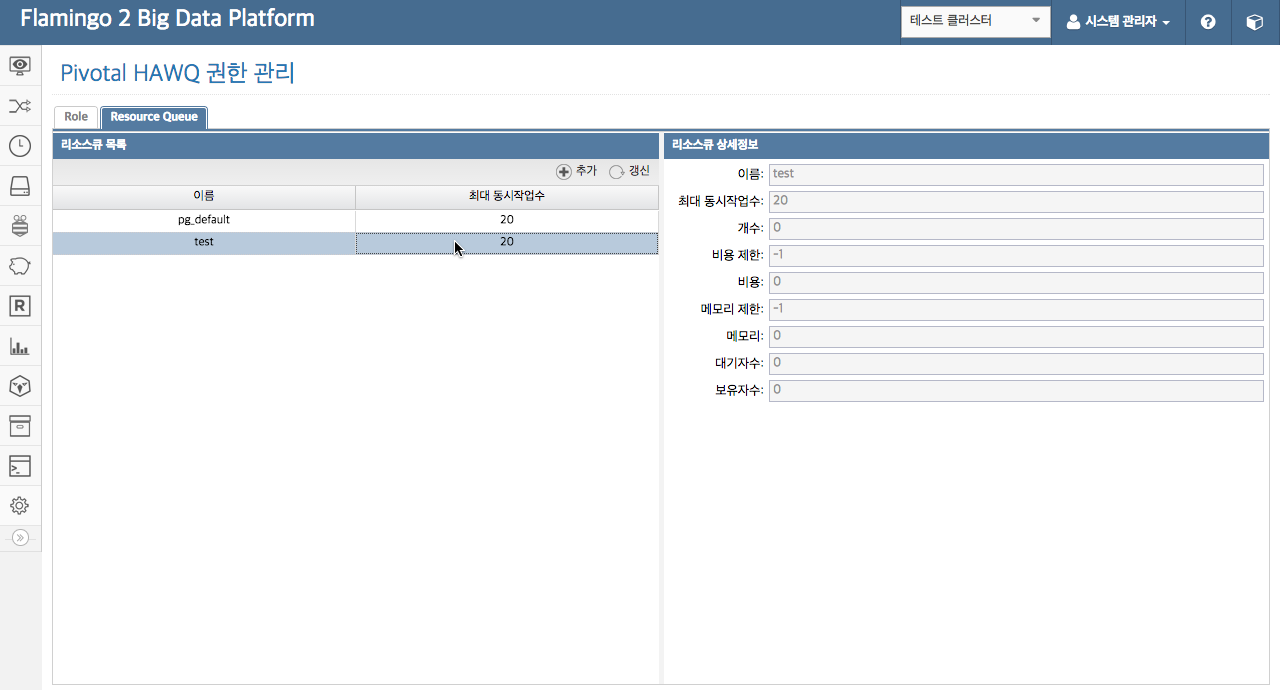 Flamingo 2 Big Data Platform
테스트 클러스터
시스템 관리자
Pivotal HAWQ 권한 관리
Role
Resource Queue
리소스큐 목록
추가
갱신
이름
최대 동시작업수
pg_default
20
test
20
리소스큐 상세정보
이름: test
최대 동시작업수: 20
개수: 0
비용 제한: -1
비용: 0
메모리 제한: -1
메모리: 0
대기자수: 0
보유자수: 0